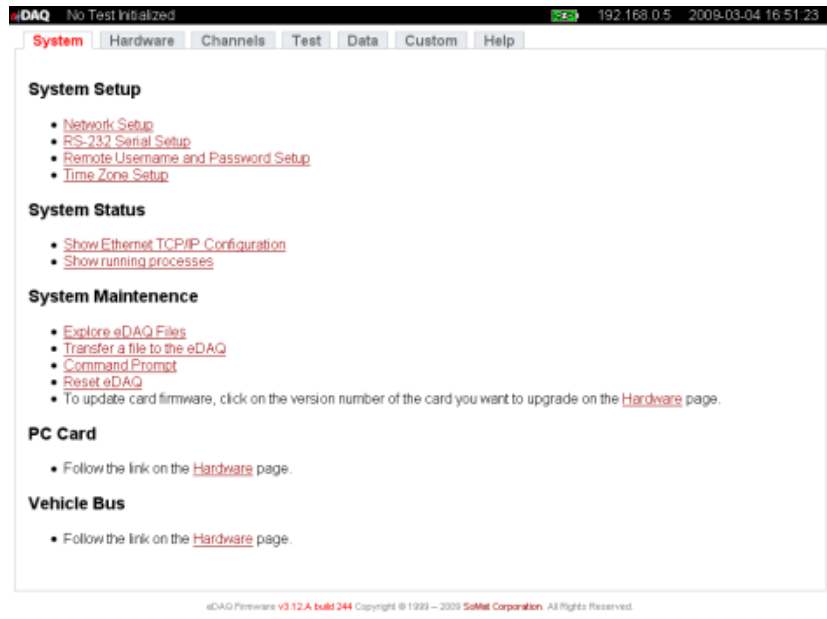 eDAQ No Test Initialized 192.168.0.5 2009-03-04 16:51:23
System Hardware Channels Test Data Custom Help
System Setup
• Network Setup
• RS-232 Serial Setup
• Remote Username and Password Setup
• Time Zone Setup
System Status
• Show Ethernet TCP/IP Configuration
• Show running processes
System Maintenence
• Explore eDAQ Files
• Transfer a file to the eDAQ
• Command Prompt
• Reset eDAQ
• To update card firmware, click on the version number of the card you want to upgrade on the Hardware page.
PC Card
• Follow the link on the Hardware page.
Vehicle Bus
• Follow the link on the Hardware page.
eDAQ Firmware v3.12.A build 244 Copyright © 1999 – 2009 SoMat Corporation. All Rights Reserved.